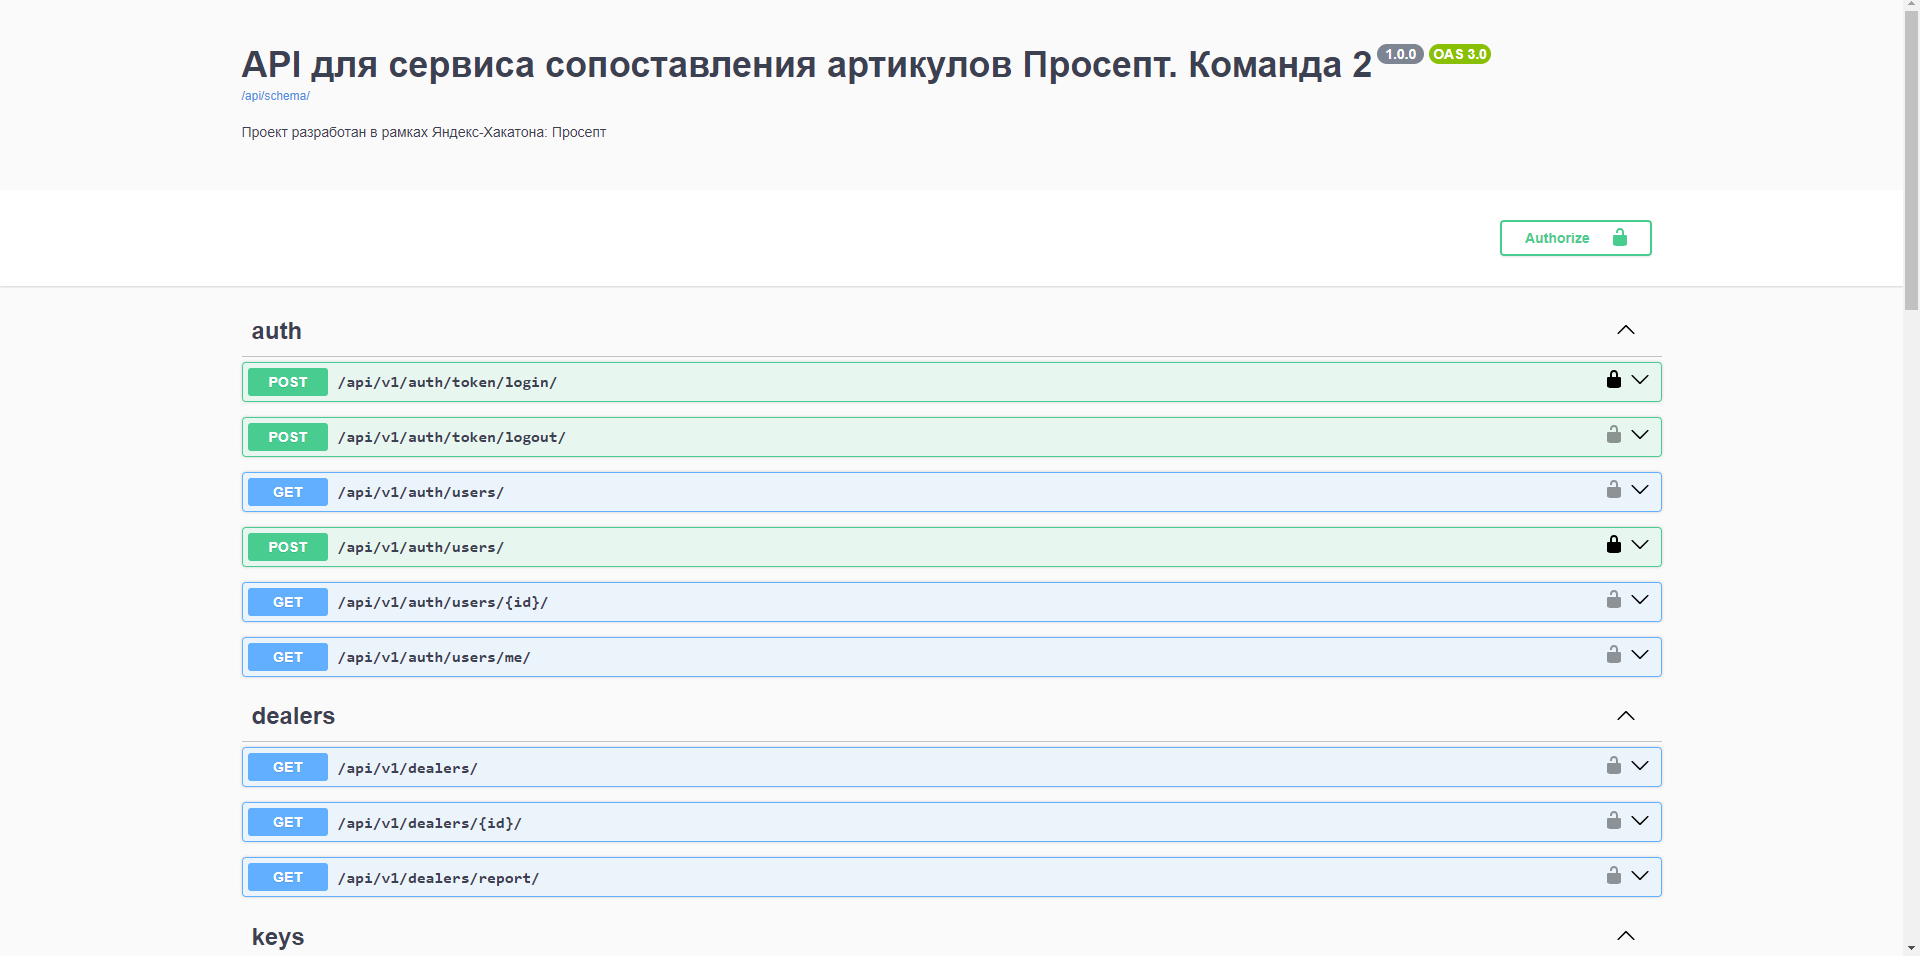 API для сервиса сопоставления артикулов Просепт. Команда 2 1.0.0 OAS 3.0
/api/schema/
Проект разработан в рамках Яндекс-Хакатона: Просепт
Authorize
auth
POST /api/v1/auth/token/login/
POST /api/v1/auth/token/logout/
GET /api/v1/auth/users/
POST /api/v1/auth/users/
GET /api/v1/auth/users/{id}/
GET /api/v1/auth/users/me/
dealers
GET /api/v1/dealers/
GET /api/v1/dealers/{id}/
GET /api/v1/dealers/report/
keys